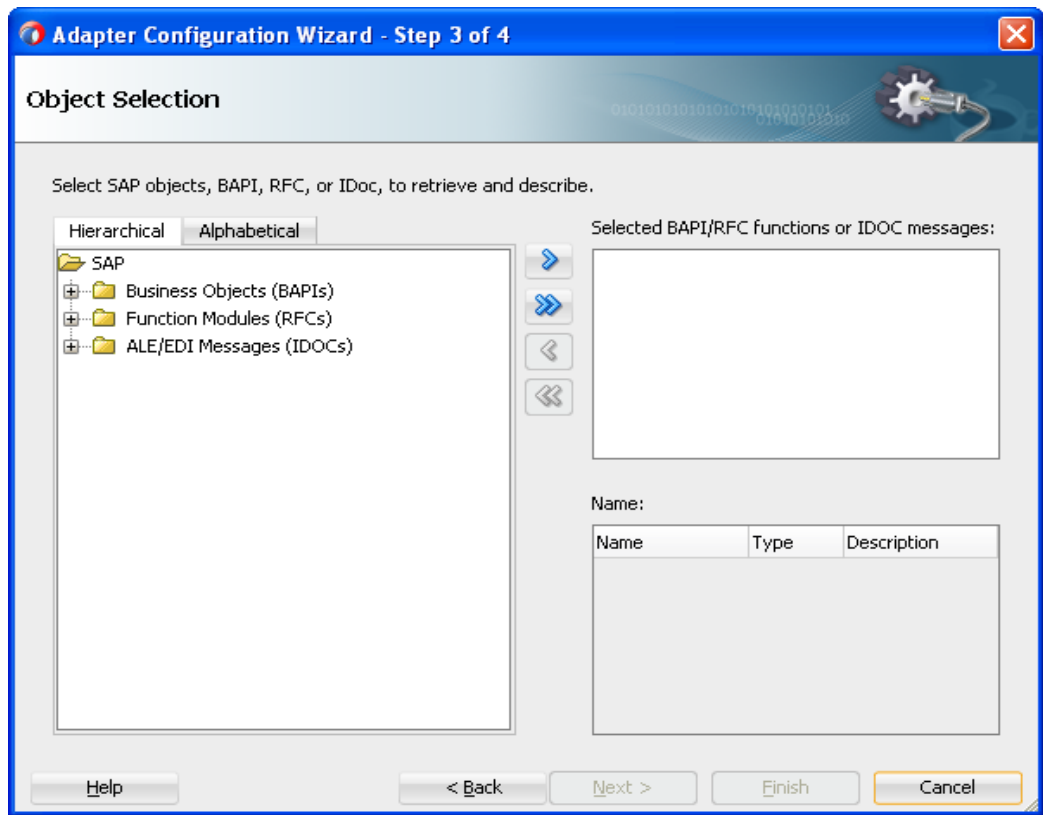 Adapter Configuration Wizard - Step 3 of 4
Object Selection
Select SAP objects, BAPI, RFC, or IDoc, to retrieve and describe.
Hierarchical Alphabetical
Selected BAPI/RFC functions or IDOC messages:
SAP
Business Objects (BAPIs)
Function Modules (RFCs)
ALE/EDI Messages (IDOCs)
Name:
Name Type Description
Help < Back Next > Finish Cancel